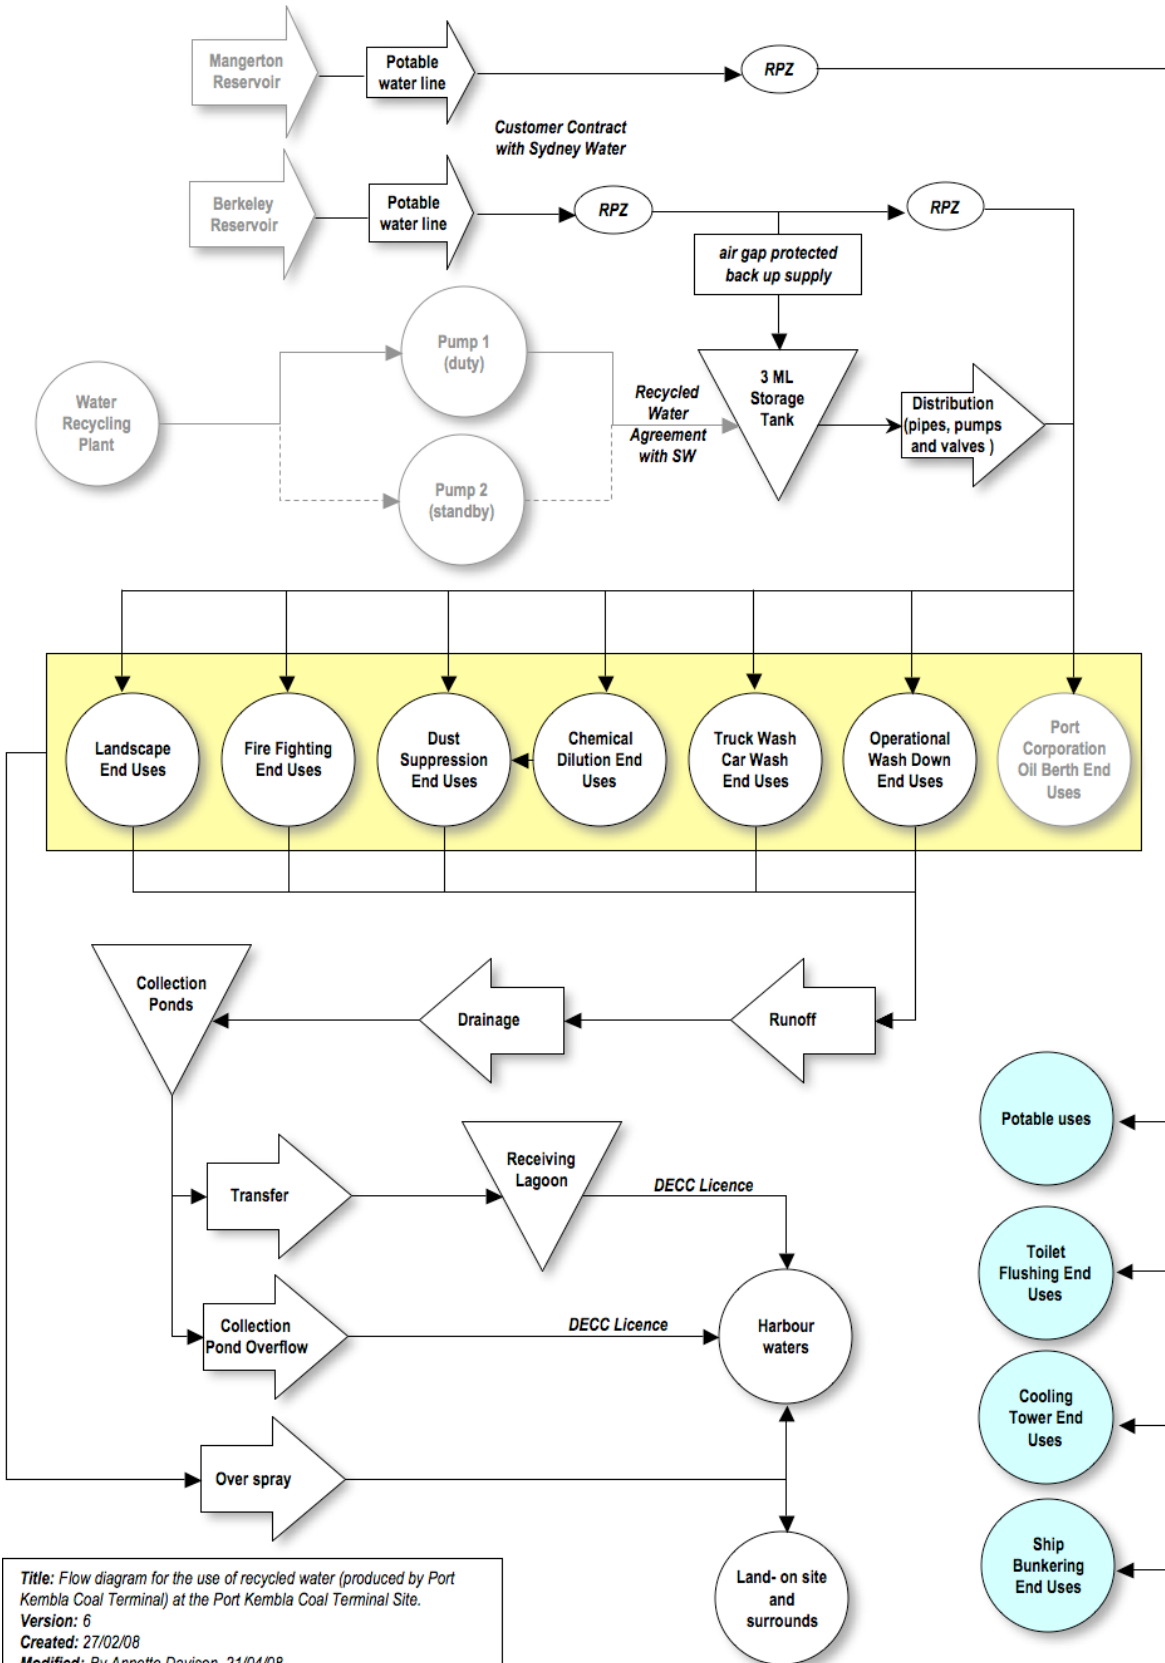 Mangerton
Reservoir
Potable
water line
RPZ
Customer Contract
with Sydney Water
Berkeley
Reservoir
Potable
water line
RPZ
RPZ
air gap protected
back up supply
Pump 1
(duty)
Water
Recycling
Plant
Recycled
Water
Agreement
with SW
3 ML
Storage
Tank
Distribution
(pipes, pumps
and valves )
Pump 2
(standby)
Landscape
End Uses
Fire Fighting
End Uses
Dust
Suppression
End Uses
Chemical
Dilution End
Uses
Truck Wash
Car Wash
End Uses
Operational
Wash Down
End Uses
Port
Corporation
Oil Berth End
Uses
Collection
Ponds
Drainage
Runoff
Potable uses
Transfer
Receiving
Lagoon
DECC Licence
Toilet
Flushing End
Uses
Collection
Pond Overflow
DECC Licence
Harbour
waters
Cooling
Tower End
Uses
Over spray
Ship
Bunkering
End Uses
Land- on site
and
surrounds
Title: Flow diagram for the use of recycled water (produced by Port
Kembla Coal Terminal) at the Port Kembla Coal Terminal Site.
Version: 6
Created: 27/02/08
Modified: By Annette Davison, 21/04/08